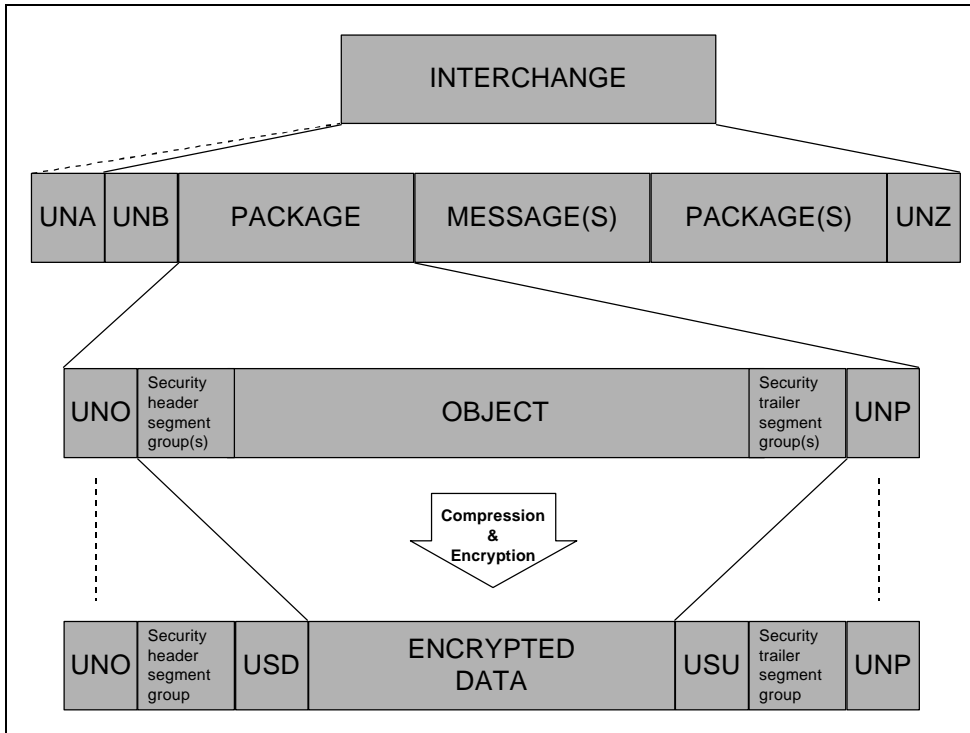 INTERCHANGE
UNA UNB PACKAGE MESSAGE(S) PACKAGE(S) UNZ
UNO
Security
header
segment
group(s)
OBJECT
Security
trailer
segment
group(s)
UNP
Compression
&
Encryption
UNO
Security
header
segment
group
USD
ENCRYPTED
DATA
USU
Security
trailer
segment
group
UNP